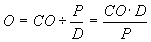 O = CO ÷ P/D = CO · D/P